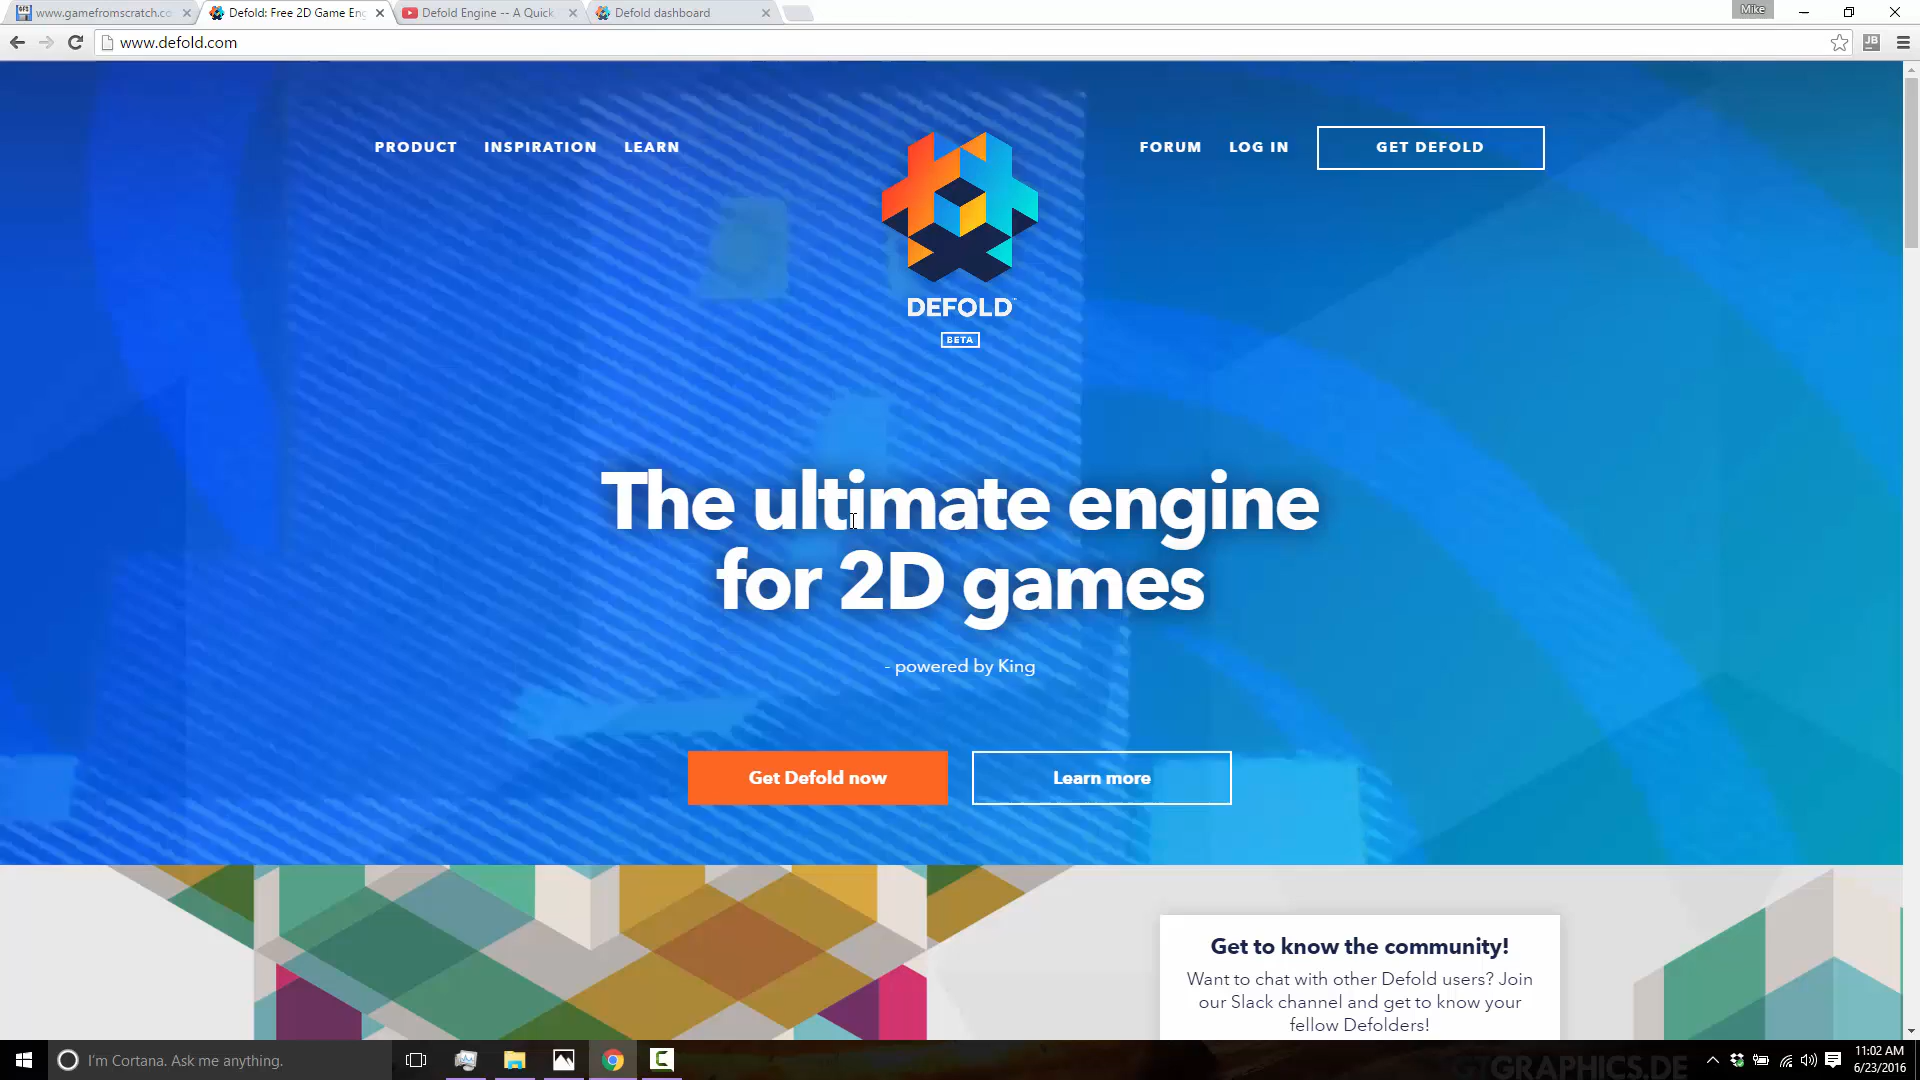 GFS www.gamefromscratch.co
Defold: Free 2D Game En
Defold Engine -- A Quick
Defold dashboard
Mike
www.defold.com
JB
PRODUCT INSPIRATION LEARN
FORUM LOG IN GET DEFOLD
DEFOLD
BETA
The ultimate engine
for 2D games
- powered by King
Get Defold now Learn more
Get to know the community!
Want to chat with other Defold users? Join
our Slack channel and get to know your
fellow Defolders!
I'm Cortana. Ask me anything.
C
GTGRAPHICS.DE
11:02 AM
6/23/2016